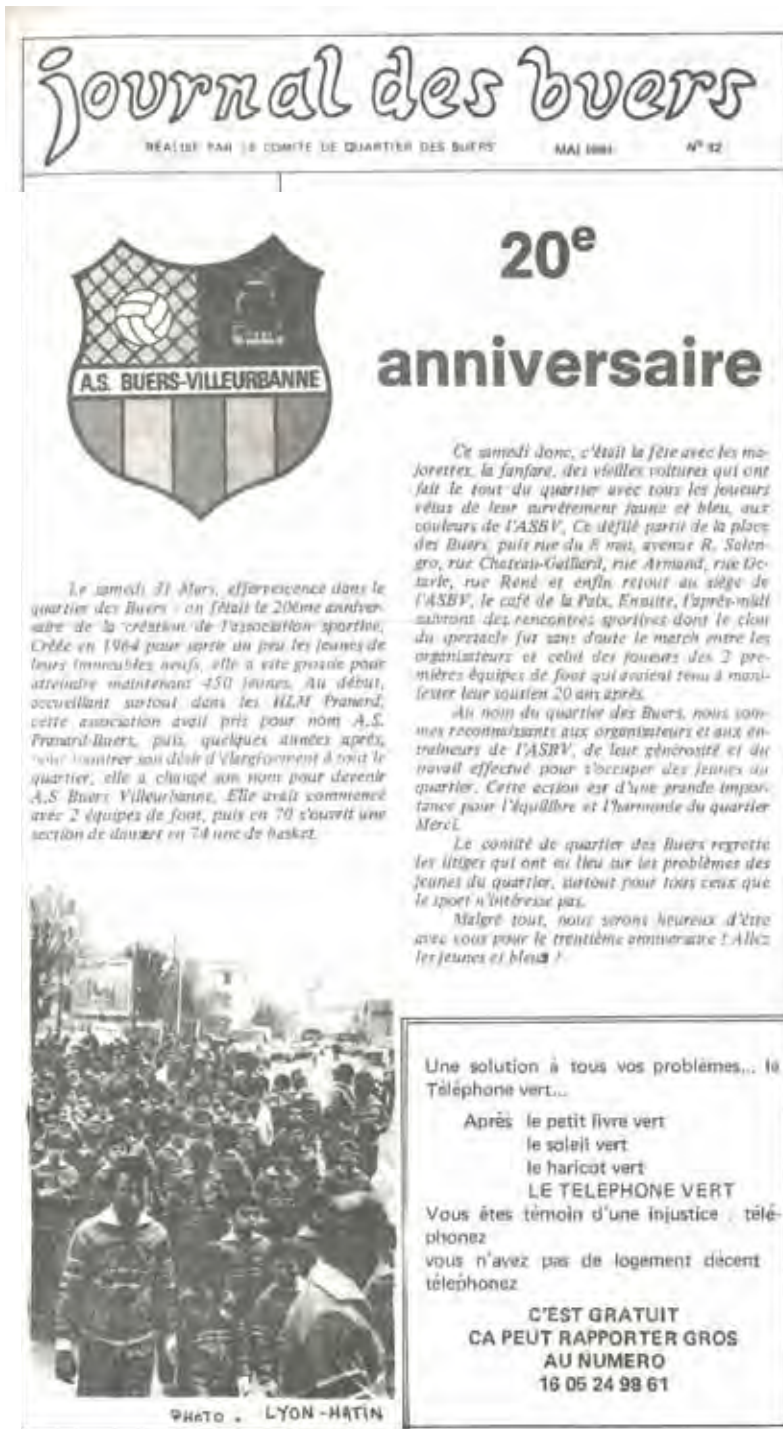 journal des buers
RÉALISÉ PAR LE COMITE DE QUARTIER DES BUERS MAI N°
A.S. BUERS-VILLEURBANNE
20e
anniversaire
Le samedi 31 Mars, effervescence dans le
quartier des Buers : on fêtait le 20ème anniver-
saire de la création de l'association sportive.
Créée en 1964 pour sortir un peu les jeunes de
leurs immeubles neufs, elle a vite grossie pour
atteindre maintenant 450 jeunes. Au début,
accueillant surtout dans les HLM Pranard,
cette association avait pris pour nom A.S.
Pranard-Buers, puis, quelques années après,
pour montrer son désir d'élargissement à tout le
quartier, elle a changé son nom pour devenir
A.S Buers Villeurbanne. Elle avait commencé
avec 2 équipes de foot, puis en 70 s'ouvrit une
section de danse et en 74 une de basket.
Ce samedi donc, c'était la fête avec les ma-
jorettes, la fanfare, des vieilles voitures qui ont
fait le tout du quartier avec tous les joueurs
vêtus de leur survêtement jaune et bleu, aux
couleurs de l'ASBV. Ce défilé partit de la place
des Buers, puis rue du 8 mai, avenue R. Salen-
gro, rue Chateau-Gaillard, rue Armand, rue Oc-
tavie, rue René et enfin retour au siège de
l'ASBV, le café de la Paix. Ensuite, l'après-midi
suivront des rencontres sportives dont le clou
du spectacle fut sans doute le match entre les
organisateurs et celui des joueurs des 2 pre-
mières équipes de foot qui avaient tenu à mani-
fester leur soutien 20 ans après.
Au nom du quartier des Buers, nous som-
mes reconnaissants aux organisateurs et aux en-
traîneurs de l'ASBV, de leur générosité et du
travail effectué pour s'occuper des jeunes du
quartier. Cette action est d'une grande impor-
tance pour l'équilibre et l'harmonie du quartier
Merci.
Le comité de quartier des Buers regrette
les litiges qui ont eu lieu sur les problèmes des
jeunes du quartier, surtout pour tous ceux que
le sport n'intéresse pas.
Malgré tout, nous serons heureux d'être
avec vous pour le trentième anniversaire ! Allez
les jeunes et bleus !
PHOTO . LYON-MATIN
Une solution à tous vos problèmes... le
Téléphone vert...
Après le petit livre vert
le soleil vert
le haricot vert
LE TELEPHONE VERT
Vous êtes témoin d'une injustice : télé-
phonez
vous n'avez pas de logement décent
téléphonez
C'EST GRATUIT
CA PEUT RAPPORTER GROS
AU NUMERO
16 05 24 98 61